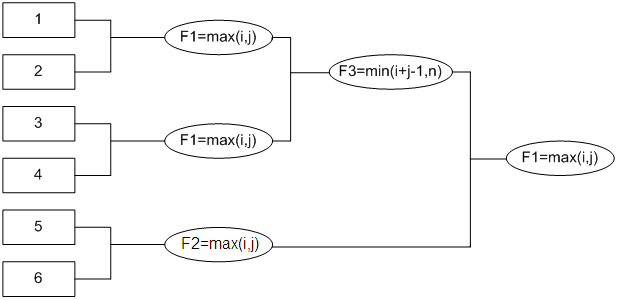 1
F1=max(i,j)
2
F3=min(i+j-1,n)
3
F1=max(i,j)
4
F1=max(i,j)
5
F2=max(i,j)
6